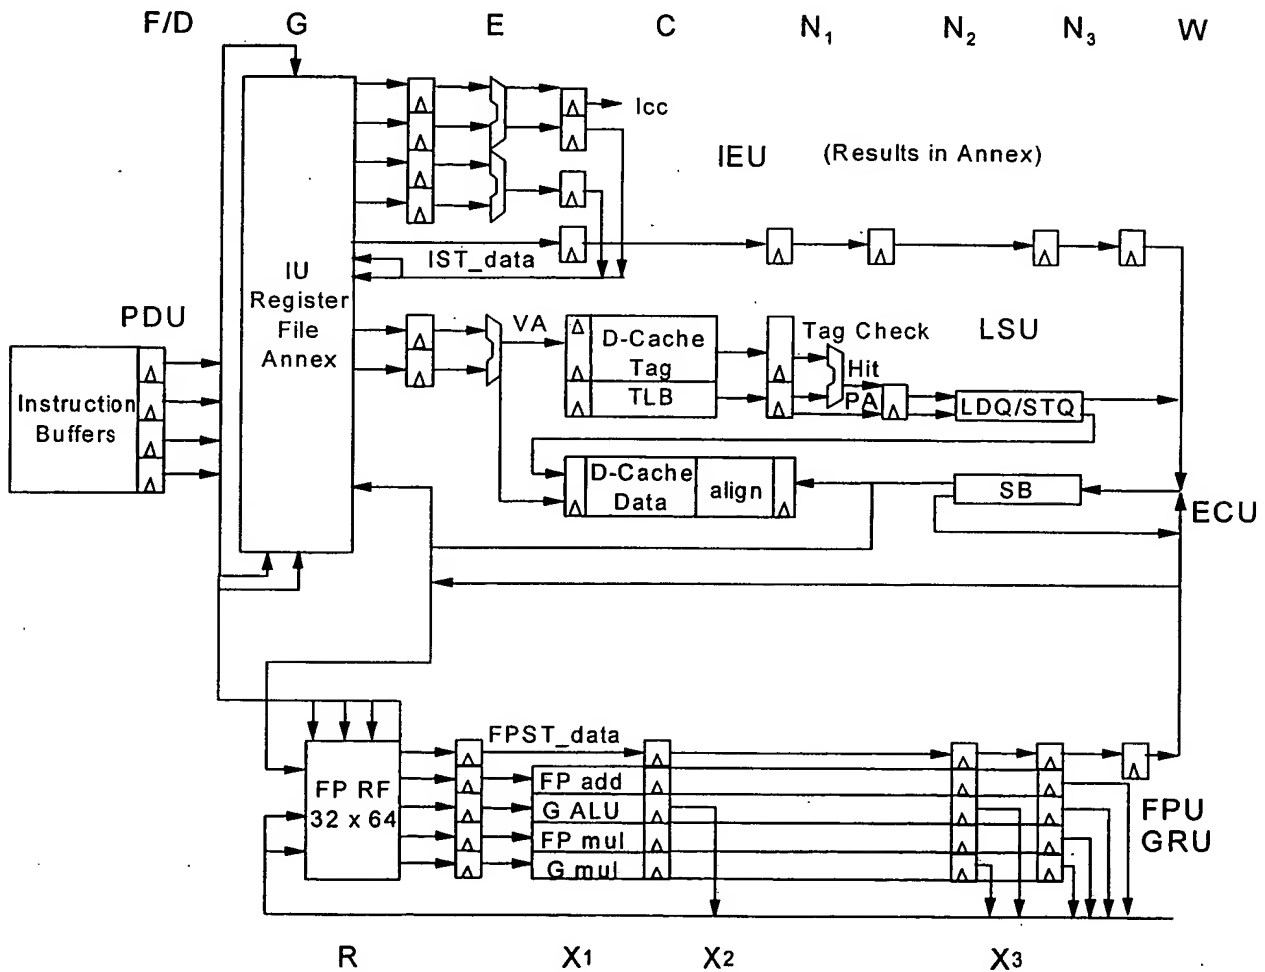 F/D G E C N1 N2 N3 W
Icc
IEU (Results in Annex)
IST_data
IU
Register
File
Annex
PDU
VA
Tag Check
LSU
D-Cache
Tag
TLB
Hit
PA
LDQ/STQ
Instruction
Buffers
D-Cache
Data
align
SB
ECU
FPST_data
FP RF
32 x 64
FP add
G ALU
FP mul
G mul
FPU
GRU
R X1 X2 X3